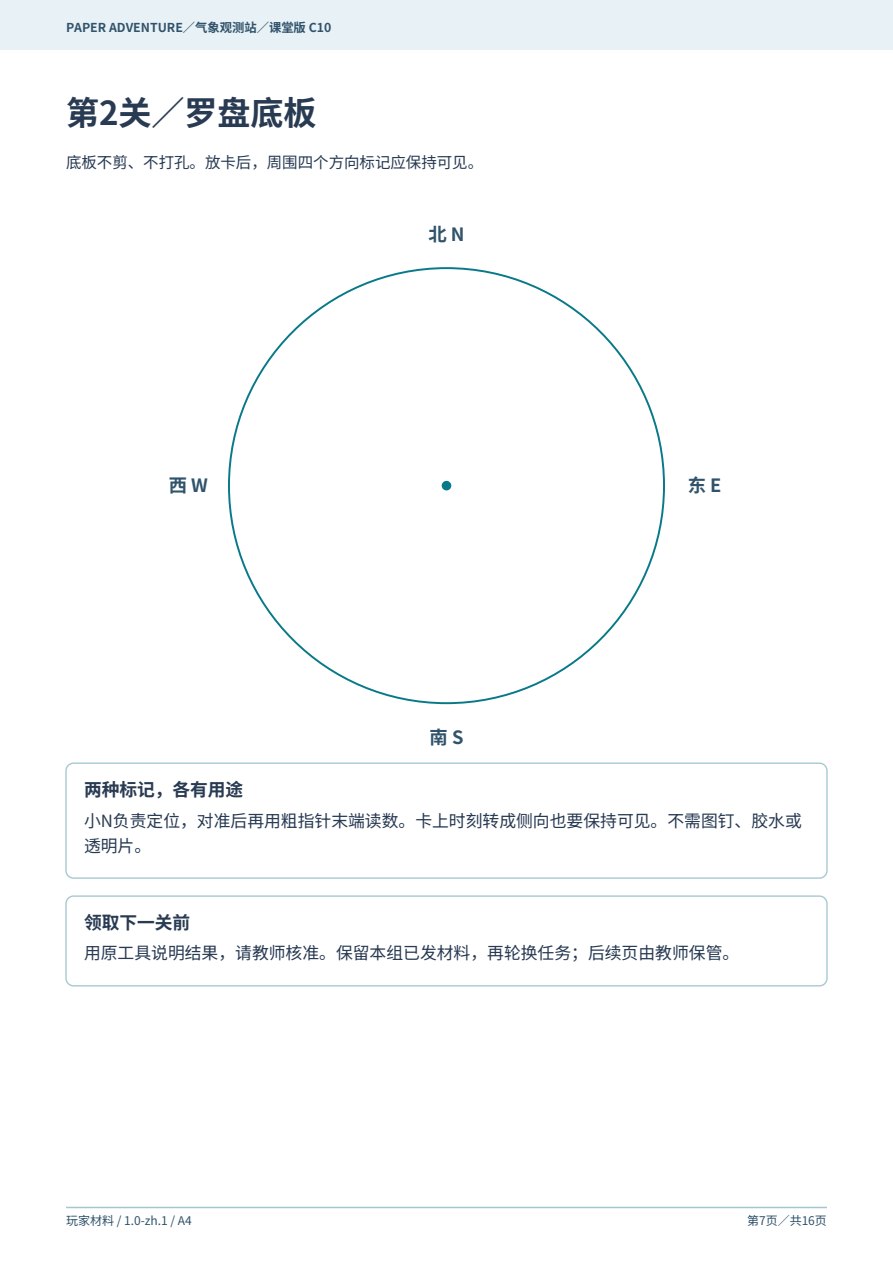 PAPER ADVENTURE／气象观测站／课堂版 C10
第2关／罗盘底板
底板不剪、不打孔。放卡后，周围四个方向标记应保持可见。
北 N
西 W
东 E
南 S
两种标记，各有用途
小N负责定位，对准后再用粗指针末端读数。卡上时刻转成侧向也要保持可见。不需图钉、胶水或
透明片。
领取下一关前
用原工具说明结果，请教师核准。保留本组已发材料，再轮换任务；后续页由教师保管。
玩家材料 / 1.0-zh.1 / A4
第7页／共16页